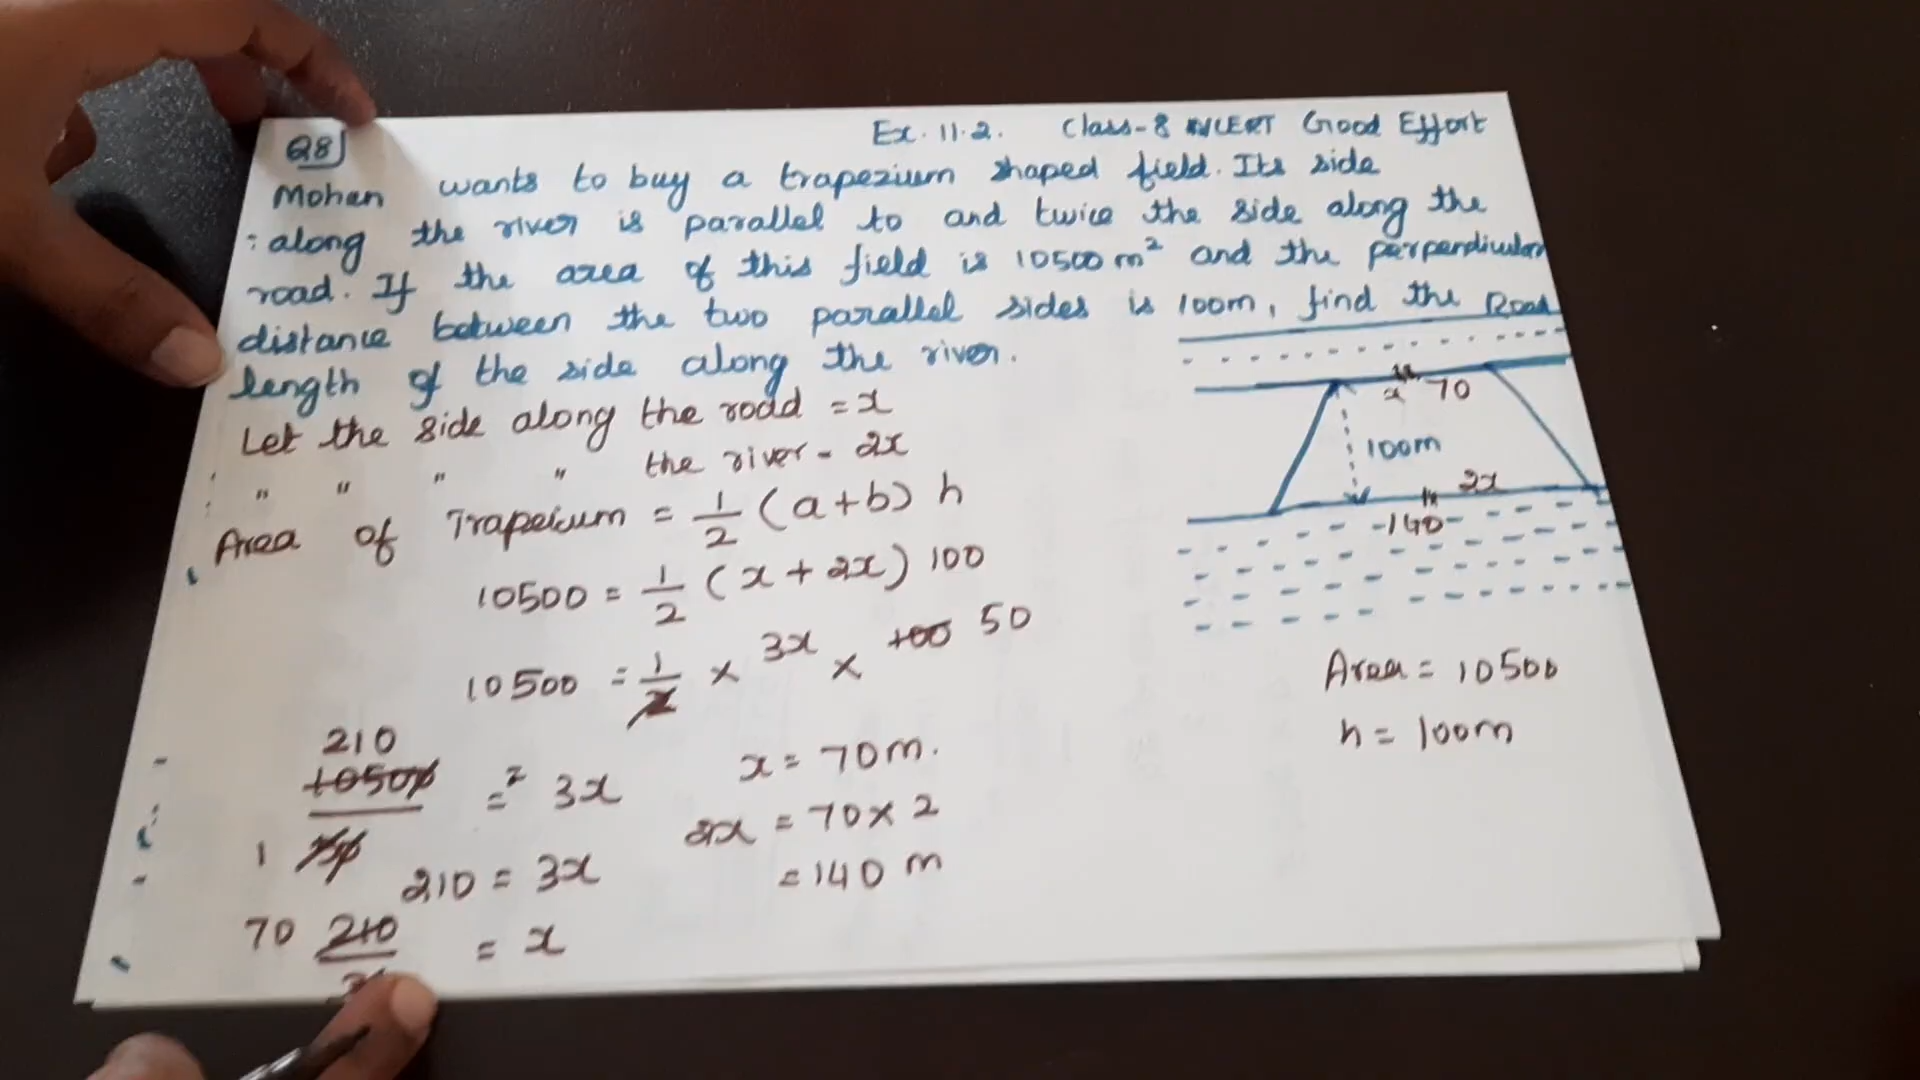 Q8
Ex. 11.2. Class-8 NCERT Good Effort
Mohan wants to buy a trapezium shaped field. Its side
along the river is parallel to and twice the side along the
road. If the area of this field is 10500 m² and the perpendicular
distance between the two parallel sides is 100m, find the
length of the side along the river.
Road
x 70
100m
2x
140
Let the side along the road = x
" " " " the river = 2x
Area of Trapezium = 1/2 (a+b) h
10500 = 1/2 (x + 2x) 100
10500 = 1/2 × 3x × 100 50
210
10500/50 = 3x
1
210 = 3x
70 210/3 = x
x = 70m.
2x = 70 × 2
= 140 m
Area = 10500
h = 100m